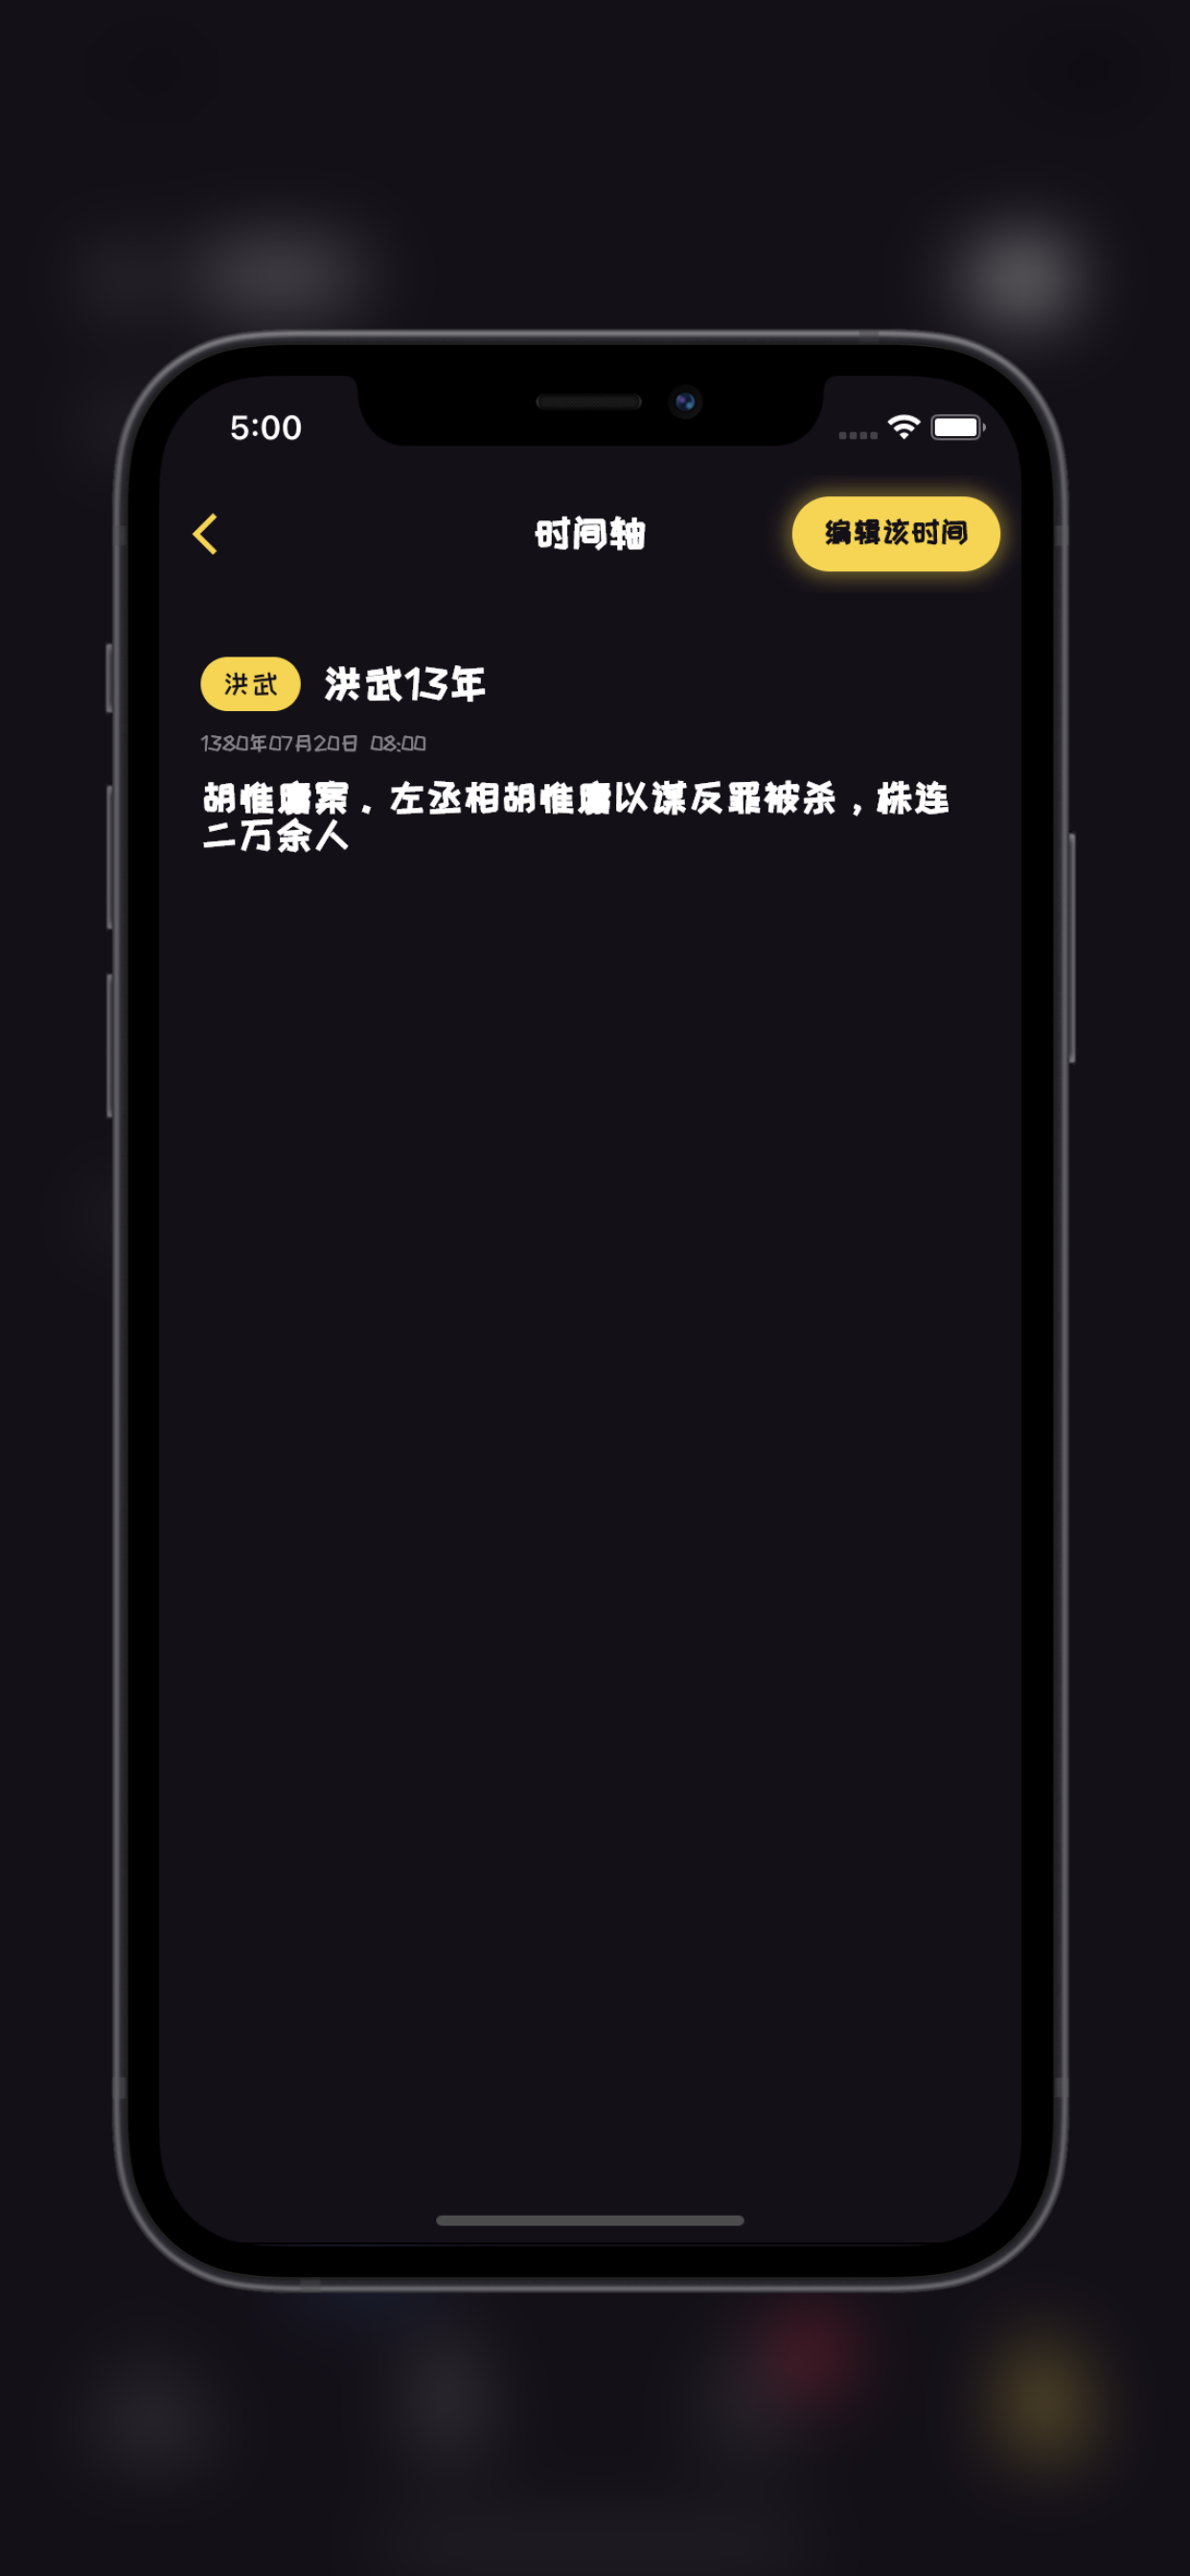 5:00
时间轴
编辑该时间
洪武
洪武13年
1380年07月20日 08:00
胡惟庸案．左丞相胡惟庸以谋反罪被杀，株连
二万余人